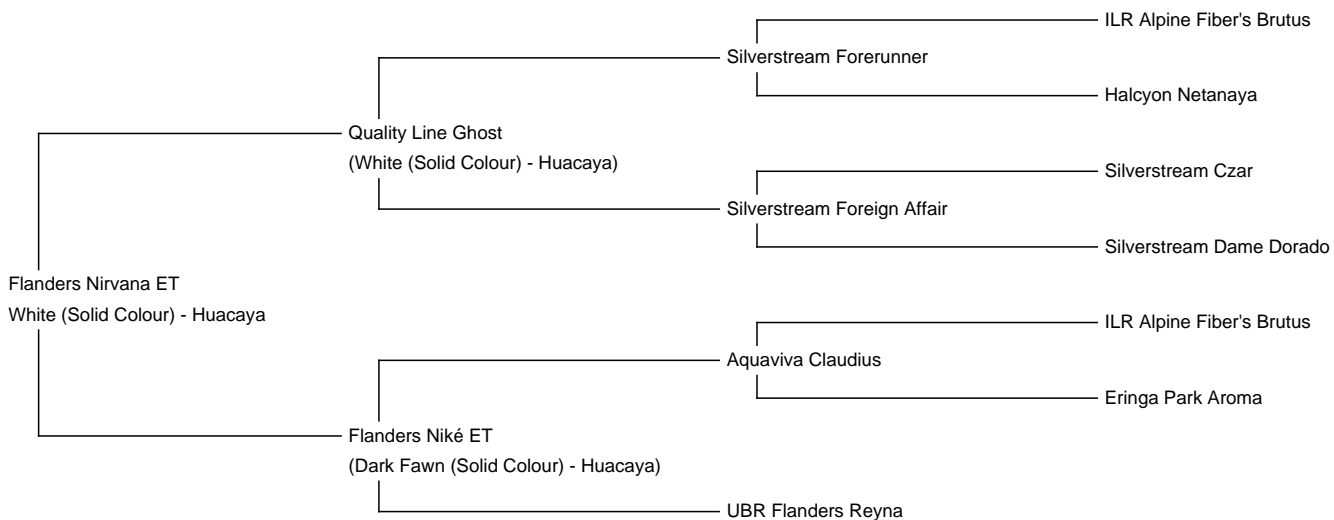 ILR Alpine Fiber's Brutus
Silverstream Forerunner
Halcyon Netanaya
Quality Line Ghost
(White (Solid Colour) - Huacaya)
Silverstream Czar
Silverstream Foreign Affair
Silverstream Dame Dorado
Flanders Nirvana ET
White (Solid Colour) - Huacaya
ILR Alpine Fiber's Brutus
Aquaviva Claudius
Eringa Park Aroma
Flanders Niké ET
(Dark Fawn (Solid Colour) - Huacaya)
UBR Flanders Reyna